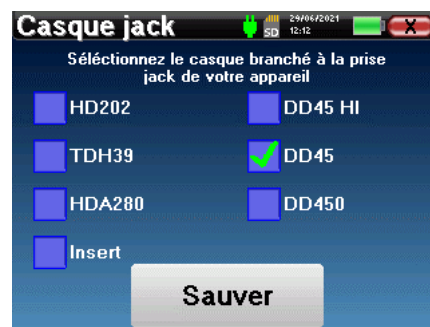 Casque jack
SD
29/06/2021
12:12
X
Séléctionnez le casque branché à la prise
jack de votre appareil
HD202
DD45 HI
TDH39
DD45
HDA280
DD450
Insert
Sauver